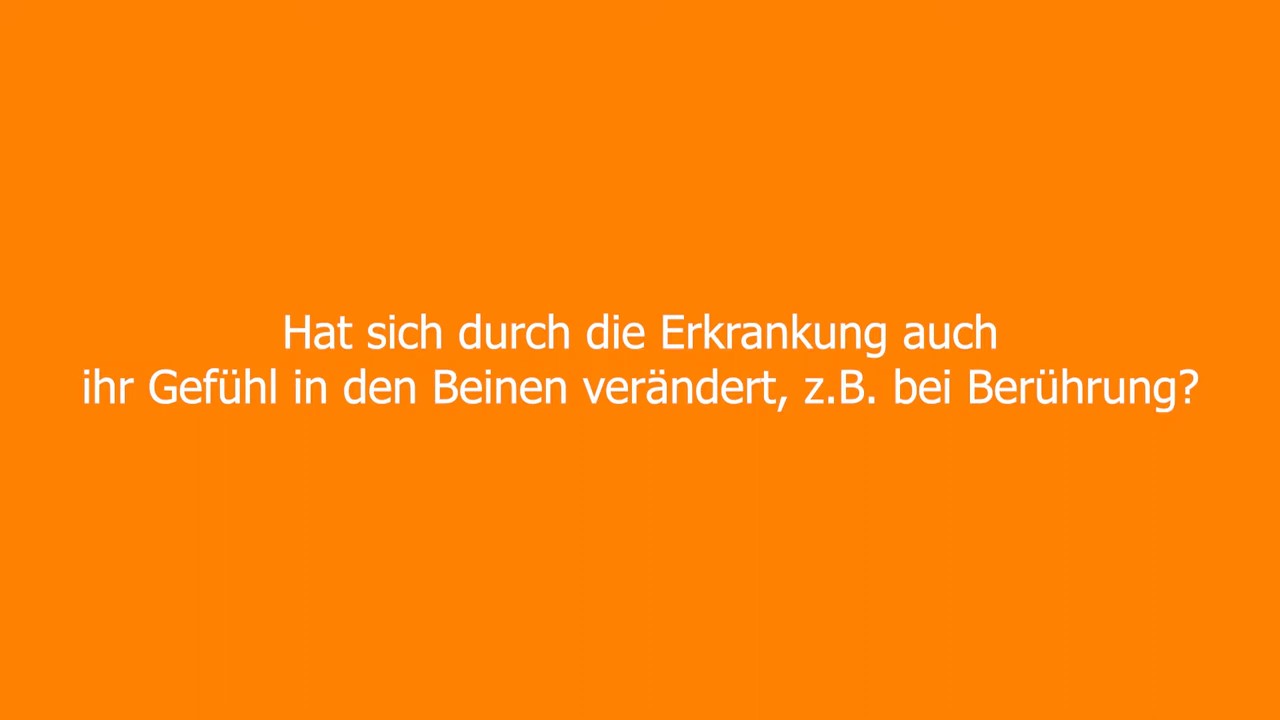 Hat sich durch die Erkrankung auch
ihr Gefühl in den Beinen verändert, z.B. bei Berührung?